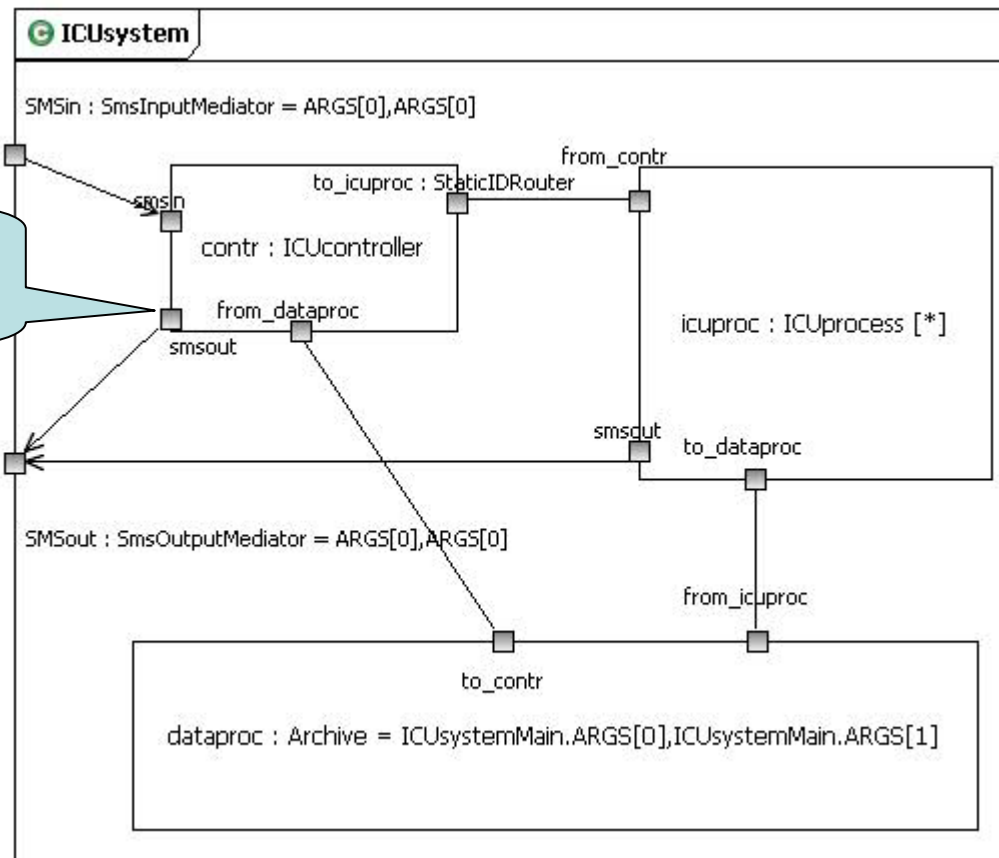 ICUsystem
SMSin : SmsInputMediator = ARGS[0],ARGS[0]
from_contr
to_icuproc : StaticIDRouter
smsin
contr : ICUcontroller
from_dataproc
icuproc : ICUprocess [*]
smsout
smsout
to_dataproc
SMSout : SmsOutputMediator = ARGS[0],ARGS[0]
from_icuproc
to_contr
dataproc : Archive = ICUsystemMain.ARGS[0],ICUsystemMain.ARGS[1]